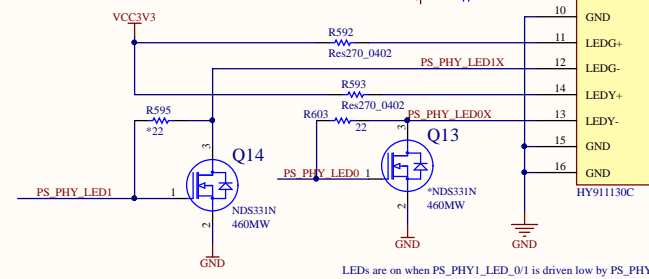 VCC3V3
10 GND
R592
11 LEDG+
Res270_0402
PS_PHY_LED1X 12 LEDG-
R593
14 LEDY+
Res270_0402
R595
R603 PS_PHY_LED0X 13 LEDY-
*22
22
3
3
Q14
Q13
15 GND
PS_PHY_LED0 1
16 GND
PS_PHY_LED1 1
HY911130C
NDS331N
460MW
*NDS331N
460MW
2
2
GND
GND
GND
LEDs are on when PS_PHY1_LED_0/1 is driven low by PS_PHY